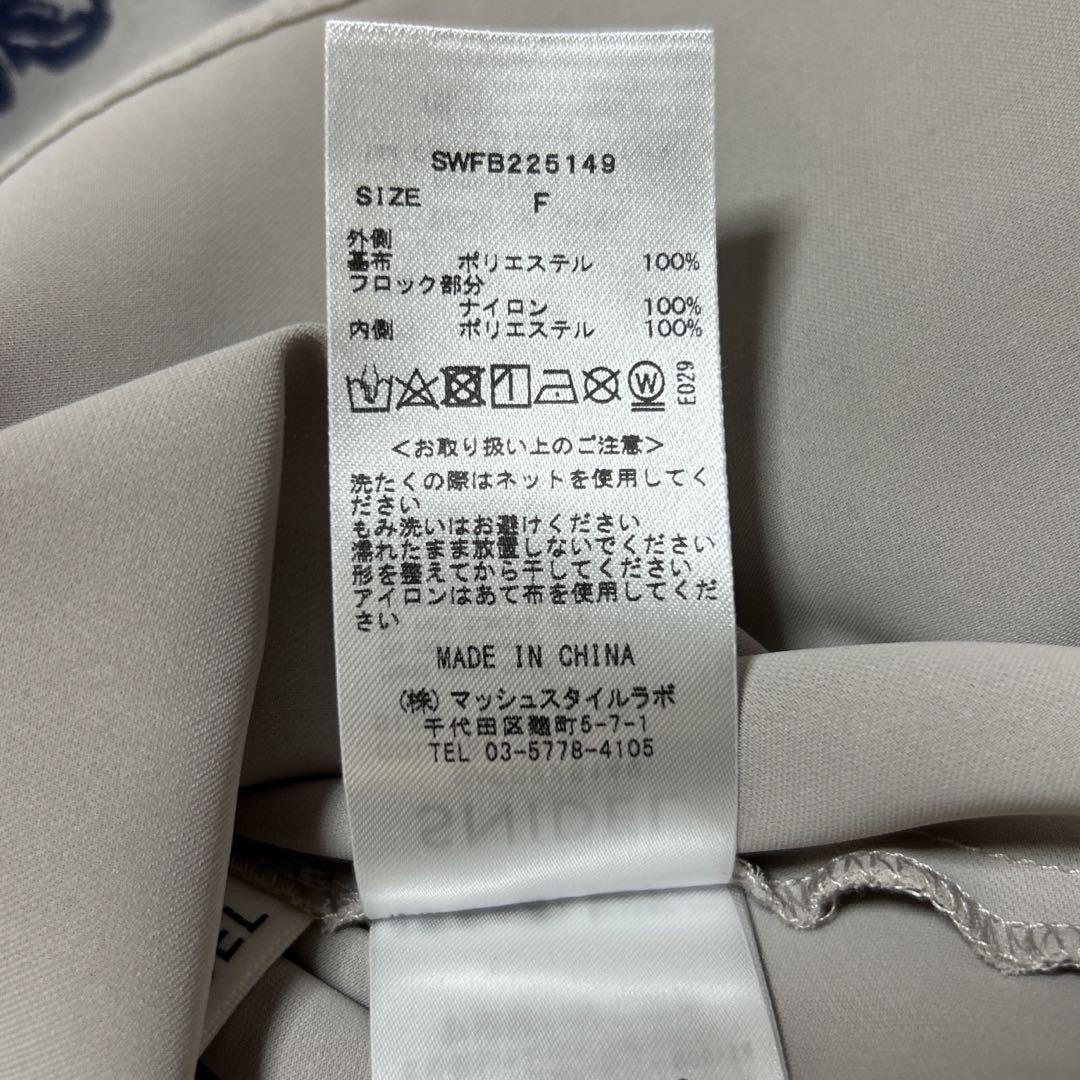 SWFB225149
SIZE F
外側
基布 ポリエステル 100%
フロック部分
ナイロン 100%
内側 ポリエステル 100%
W
E029
<お取り扱い上のご注意>
洗たくの際はネットを使用してく
ださい
もみ洗いはお避けください
濡れたまま放置しないでください
形を整えてから干してください
アイロンはあて布を使用してくだ
さい
MADE IN CHINA
(株)マッシュスタイルラボ
千代田区麹町5-7-1
TEL 03-5778-4105
SNIDEL